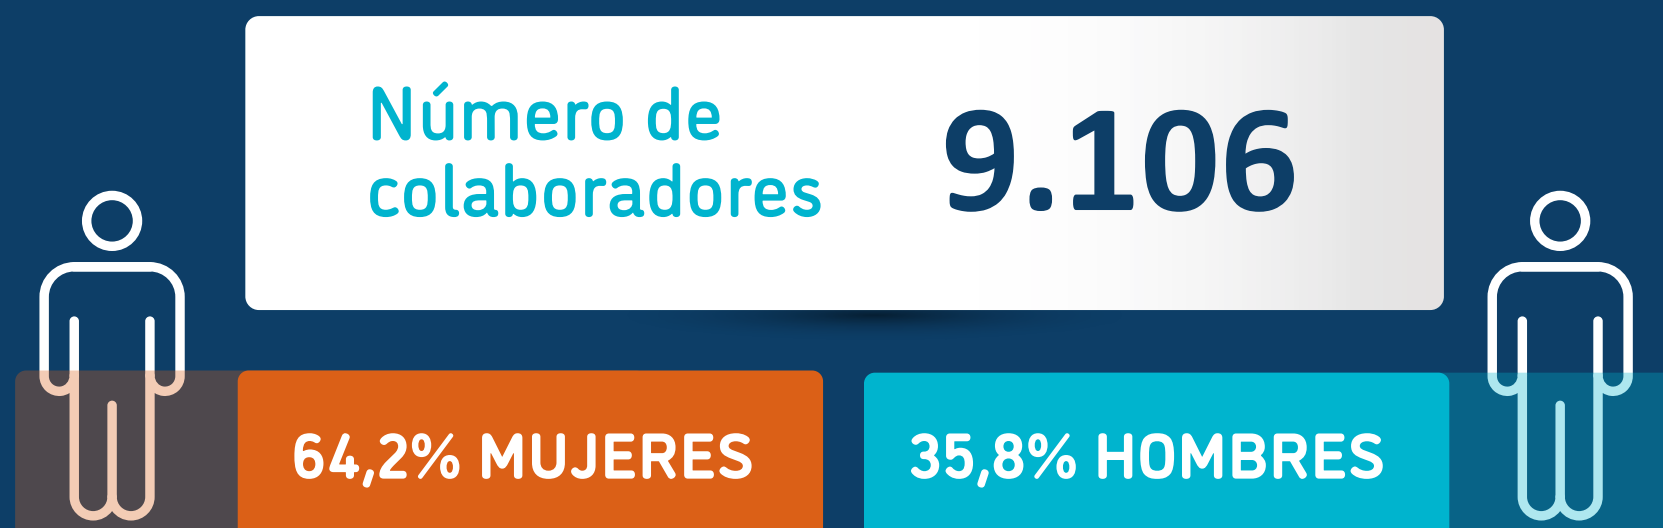 Número de
colaboradores
9.106
64,2% MUJERES
35,8% HOMBRES